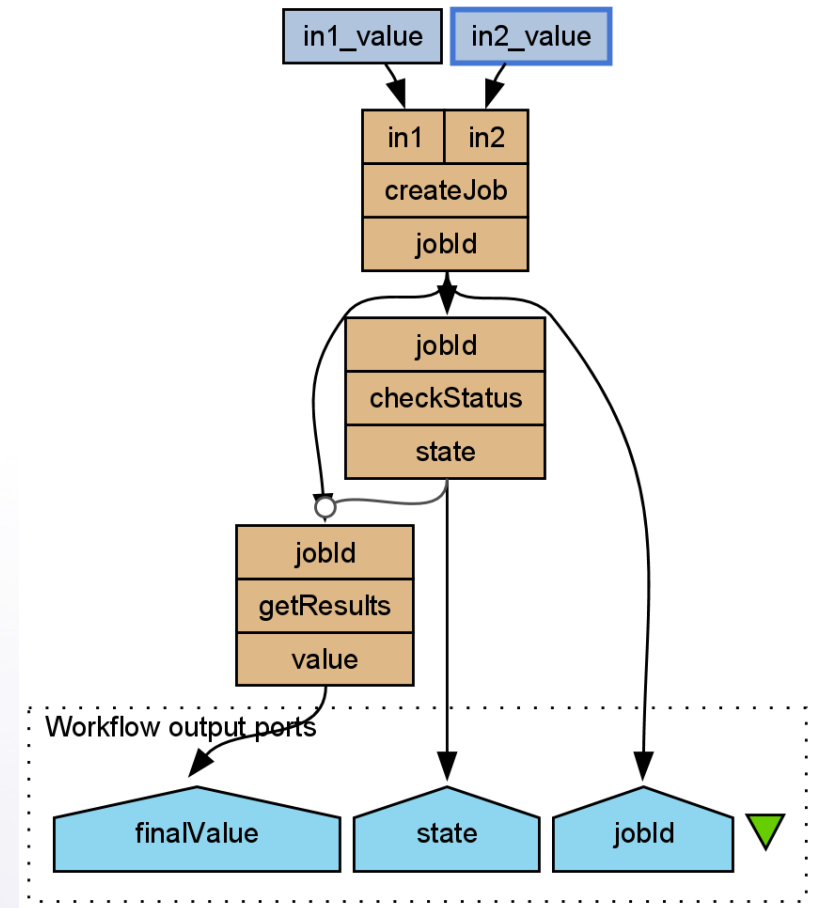 in1_value
in2_value
in1
in2
createJob
jobId
jobId
checkStatus
state
jobId
getResults
value
Workflow output ports
finalValue
state
jobId